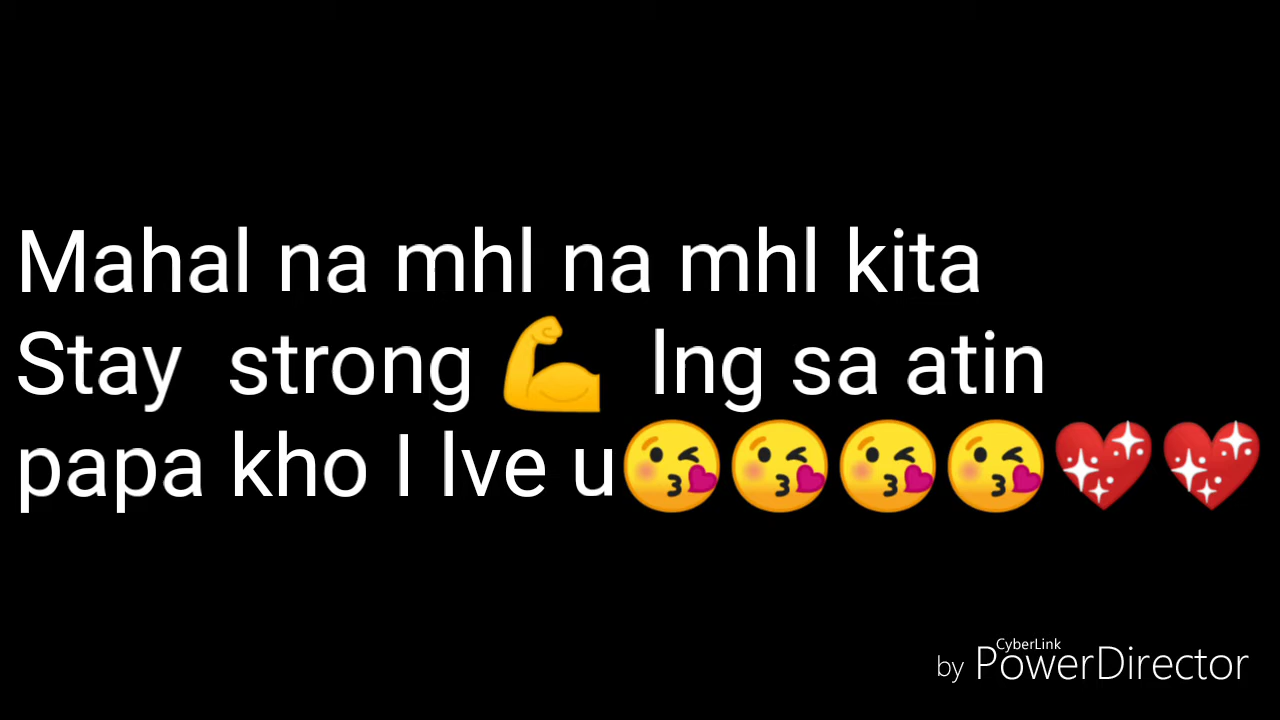 Mahal na mhl na mhl kita
Stay  strong 💪  lng sa atin
papa kho I lve u😘😘😘😘💖💖
CyberLink
by PowerDirector